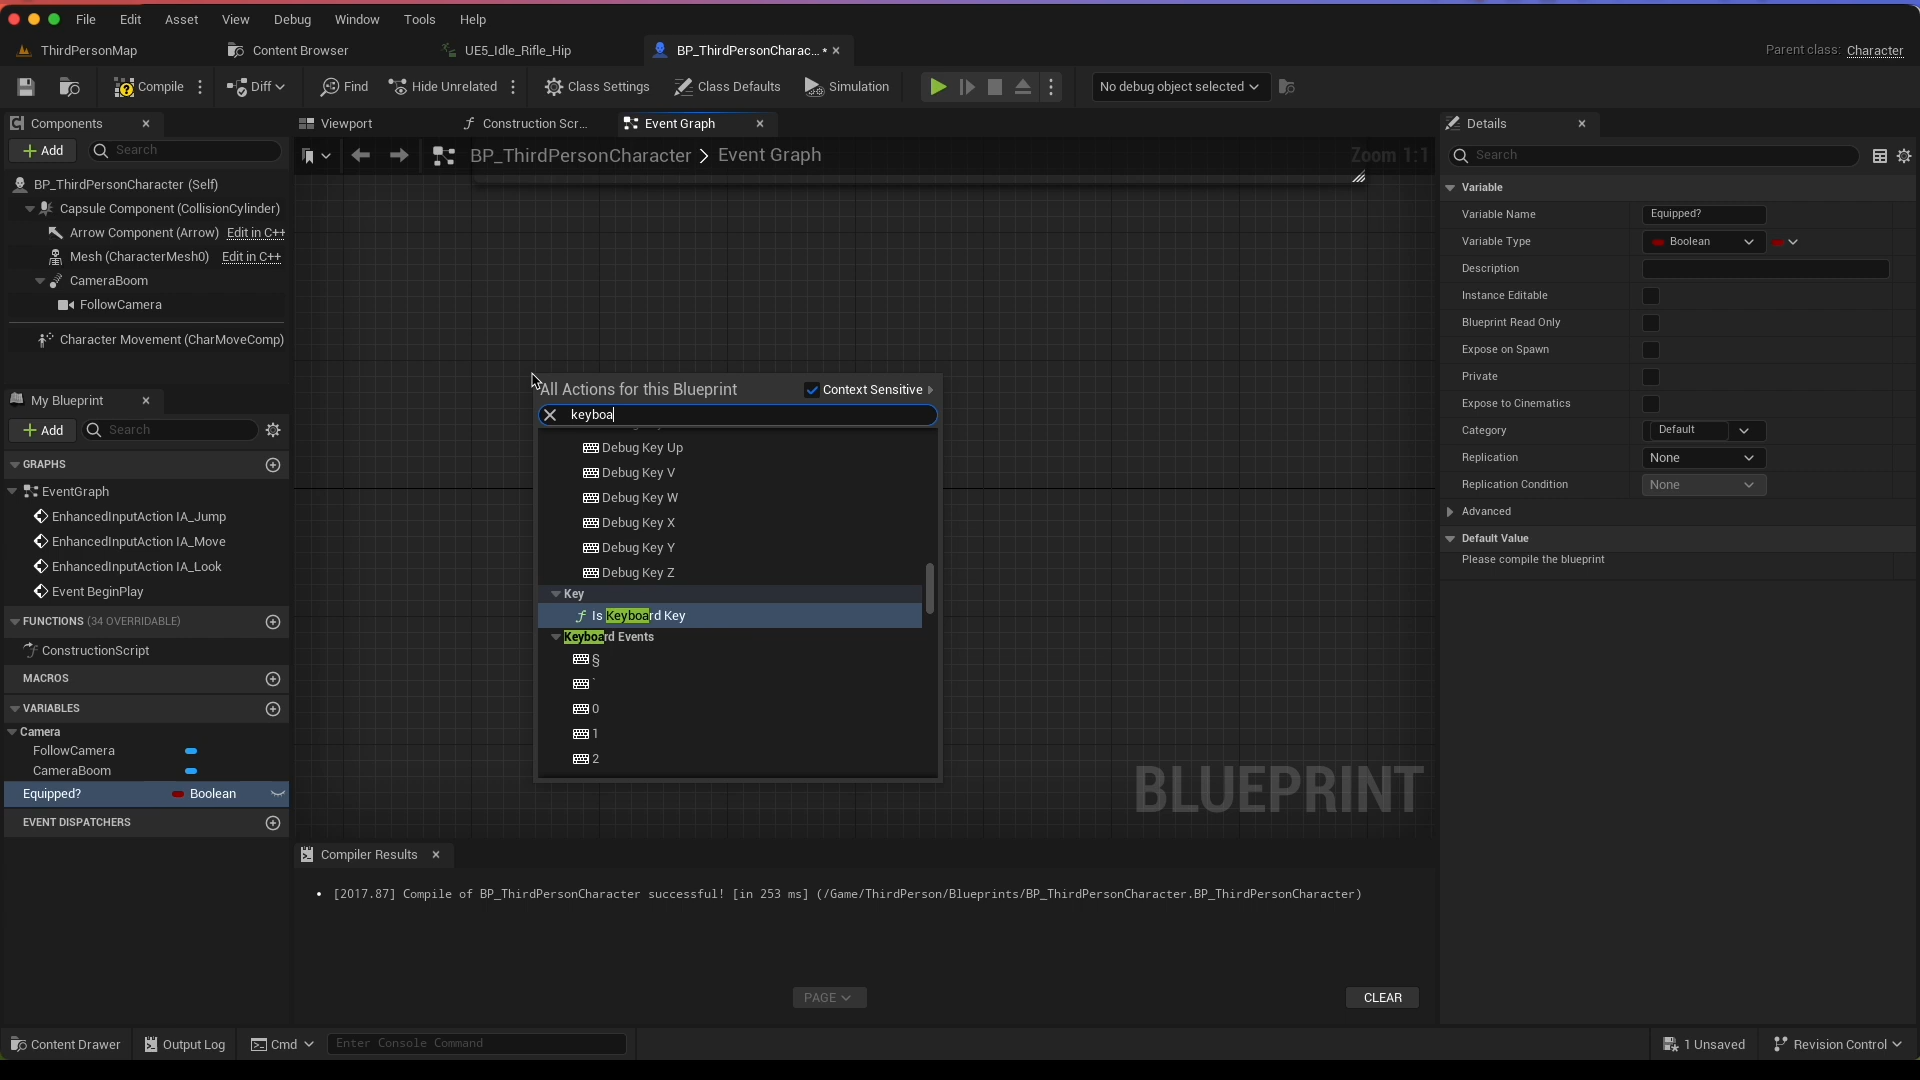 File Edit Asset View Debug Window Tools Help
ThirdPersonMap Content Browser UE5_Idle_Rifle_Hip BP_ThirdPersonCharac... • Parent class: Character
Compile Diff Find Hide Unrelated Class Settings Class Defaults Simulation No debug object selected
Components Viewport Construction Scr... Event Graph Details
Add Search BP_ThirdPersonCharacter > Event Graph Zoom 1:1 Search
BP_ThirdPersonCharacter (Self)
Capsule Component (CollisionCylinder)
Arrow Component (Arrow) Edit in C++
Mesh (CharacterMesh0) Edit in C++
CameraBoom
FollowCamera
Character Movement (CharMoveComp)
My Blueprint
Add Search
GRAPHS
EventGraph
EnhancedInputAction IA_Jump
EnhancedInputAction IA_Move
EnhancedInputAction IA_Look
Event BeginPlay
FUNCTIONS (34 OVERRIDABLE)
ConstructionScript
MACROS
VARIABLES
Camera
FollowCamera
CameraBoom
Equipped? Boolean
EVENT DISPATCHERS
All Actions for this Blueprint Context Sensitive
keyboa
Debug Key Up
Debug Key V
Debug Key W
Debug Key X
Debug Key Y
Debug Key Z
Key
Is Keyboard Key
Keyboard Events
§
`
0
1
2
BLUEPRINT
Variable
Variable Name Equipped?
Variable Type Boolean
Description
Instance Editable
Blueprint Read Only
Expose on Spawn
Private
Expose to Cinematics
Category Default
Replication None
Replication Condition None
Advanced
Default Value
Please compile the blueprint
Compiler Results
• [2017.87] Compile of BP_ThirdPersonCharacter successful! [in 253 ms] (/Game/ThirdPerson/Blueprints/BP_ThirdPersonCharacter.BP_ThirdPersonCharacter)
PAGE CLEAR
Content Drawer Output Log Cmd Enter Console Command 1 Unsaved Revision Control